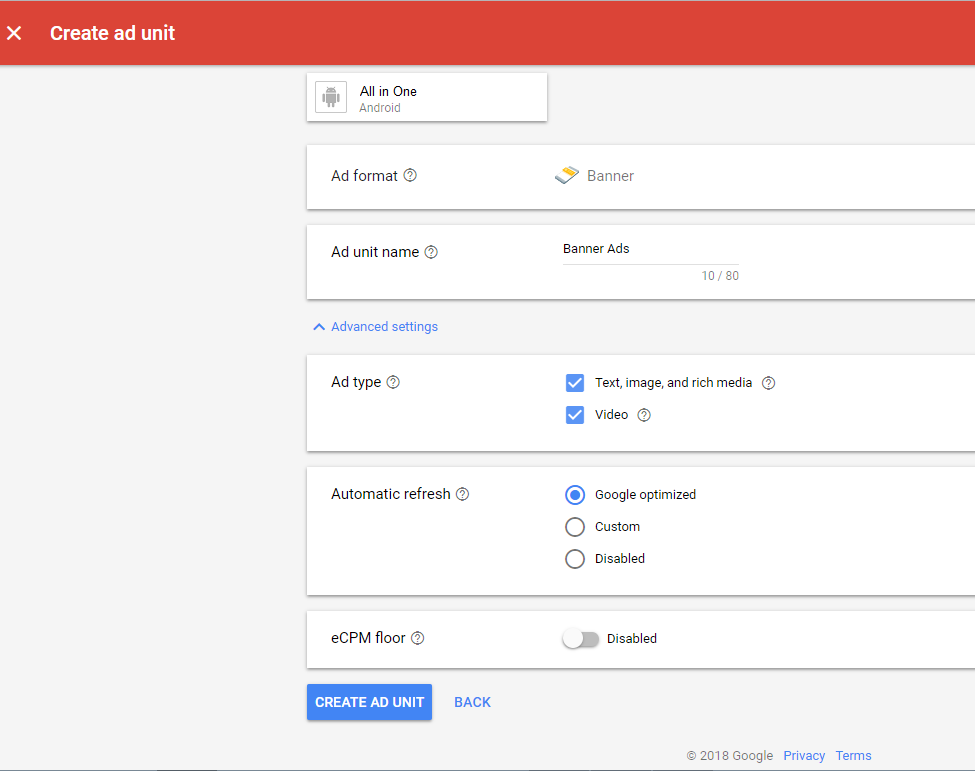 Create ad unit
All in One
Android
Ad format
Banner
Ad unit name
Banner Ads
10 / 80
Advanced settings
Ad type
Text, image, and rich media
Video
Automatic refresh
Google optimized
Custom
Disabled
eCPM floor
Disabled
CREATE AD UNIT BACK
© 2018 Google Privacy Terms